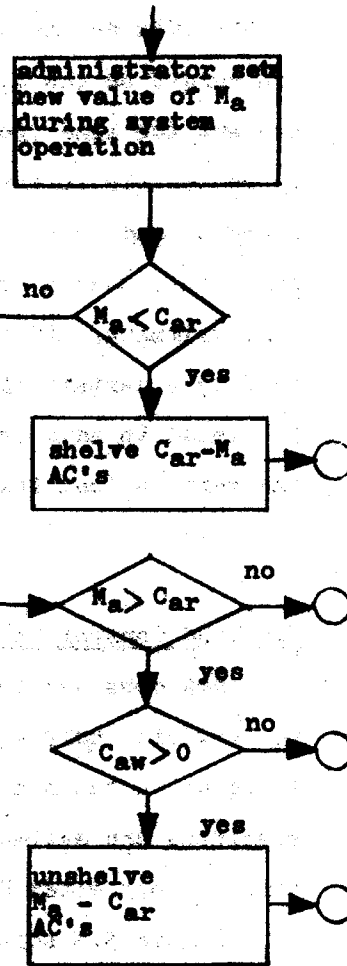 administrator sets
new value of Ma
during system
operation
no
Ma < Car
yes
shelve Car-Ma
AC's
Ma > Car
no
yes
Caw > 0
no
yes
unshelve
Ma - Car
AC's